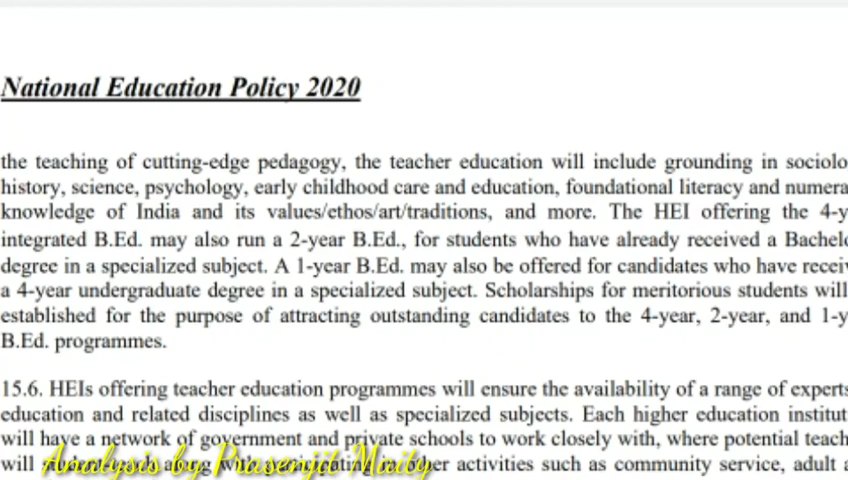 National Education Policy 2020
the teaching of cutting-edge pedagogy, the teacher education will include grounding in sociolo
history, science, psychology, early childhood care and education, foundational literacy and numera
knowledge of India and its values/ethos/art/traditions, and more. The HEI offering the 4-y
integrated B.Ed. may also run a 2-year B.Ed., for students who have already received a Bachelo
degree in a specialized subject. A 1-year B.Ed. may also be offered for candidates who have receiv
a 4-year undergraduate degree in a specialized subject. Scholarships for meritorious students will
established for the purpose of attracting outstanding candidates to the 4-year, 2-year, and 1-y
B.Ed. programmes.
15.6. HEIs offering teacher education programmes will ensure the availability of a range of experts
education and related disciplines as well as specialized subjects. Each higher education institut
will have a network of government and private schools to work closely with, where potential teach
will activities such as community service, adult a
Analysis by Prasenjit Maity